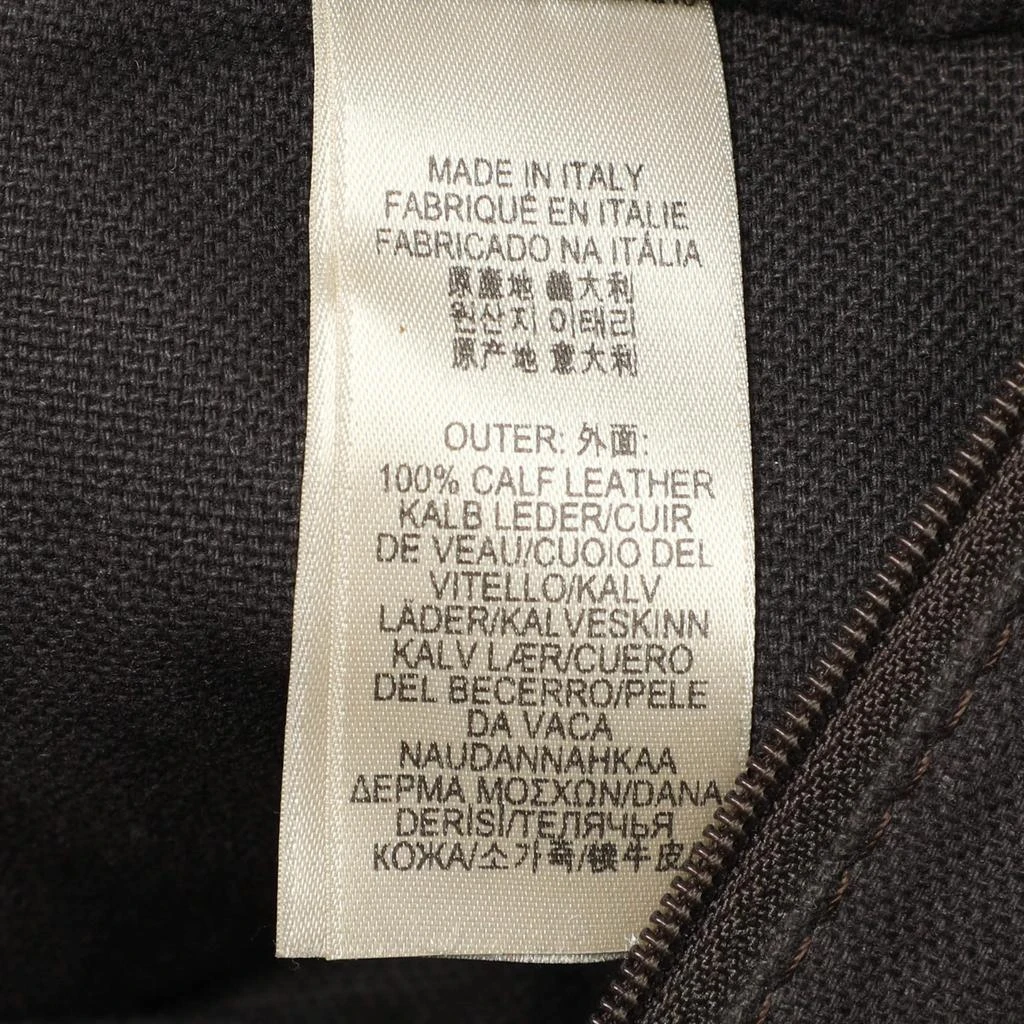 MADE IN ITALY
FABRIQUÉ EN ITALIE
FABRICADO NA ITÁLIA
原產地 義大利
원산지 이태리
原产地 意大利
OUTER: 外面:
100% CALF LEATHER
KALB LEDER/CUIR
DE VEAU/CUOIO DEL
VITELLO/KALV
LÄDER/KALVESKINN
KALV LÆR/CUERO
DEL BECERRO/PELE
DA VACA
NAUDANNAHKAA
ΔΕΡΜΑ ΜΟΣΧΩΝ/DANA
DERISI/ТЕЛЯЧЬЯ
КОЖА/소가죽/犢牛皮